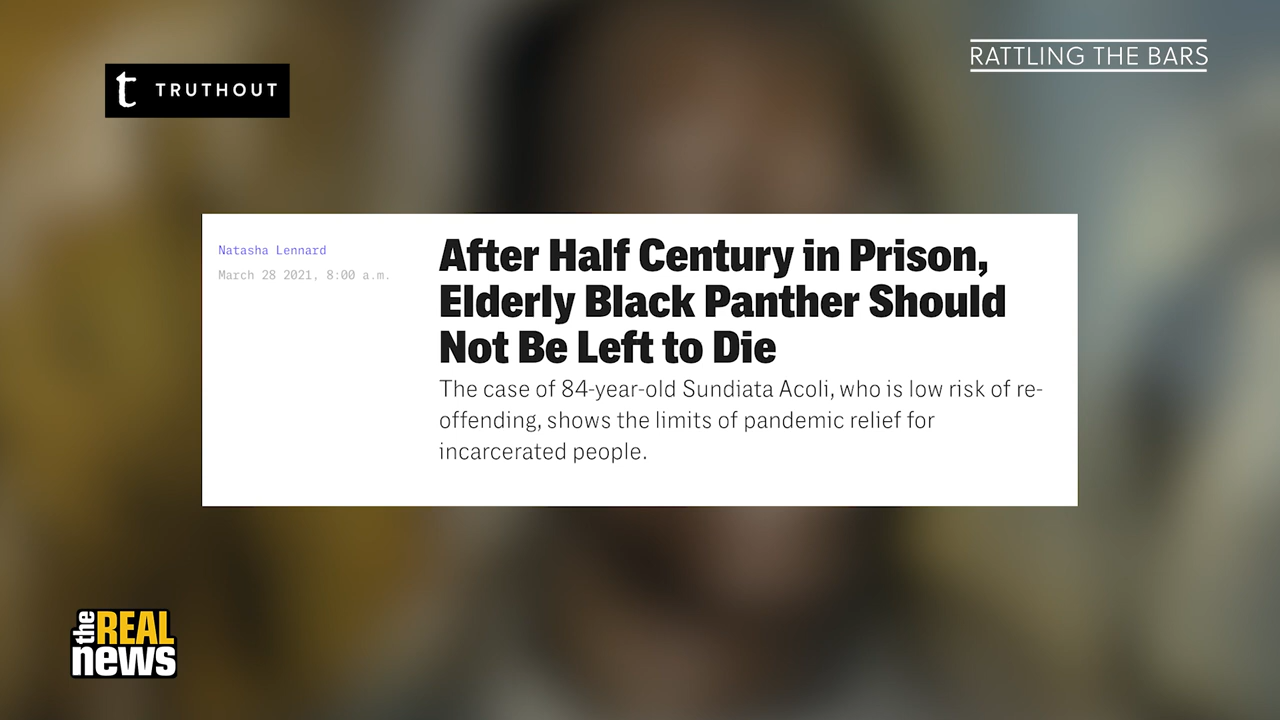 RATTLING THE BARS
t TRUTHOUT
Natasha Lennard
March 28 2021, 8:00 a.m.
After Half Century in Prison,
Elderly Black Panther Should
Not Be Left to Die
The case of 84-year-old Sundiata Acoli, who is low risk of re-
offending, shows the limits of pandemic relief for
incarcerated people.
the REAL
news